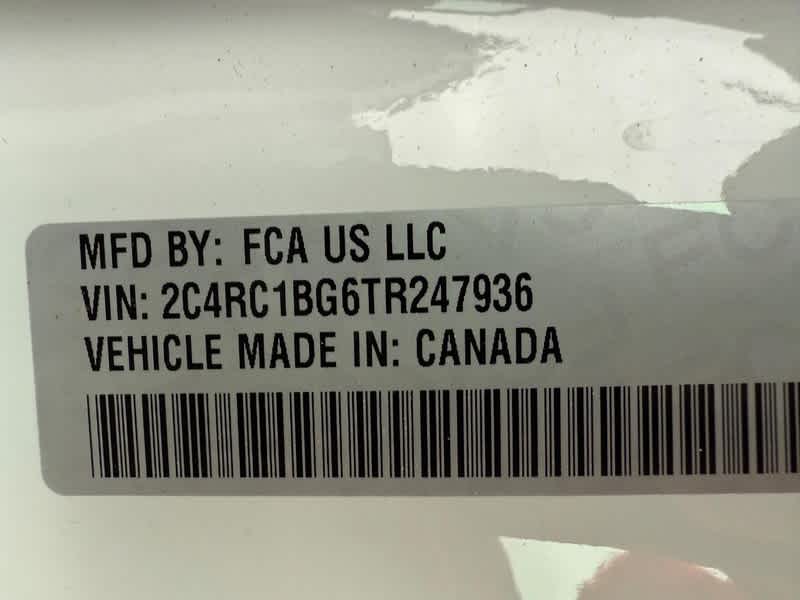 MFD BY: FCA US LLC
VIN: 2C4RC1BG6TR247936
VEHICLE MADE IN: CANADA